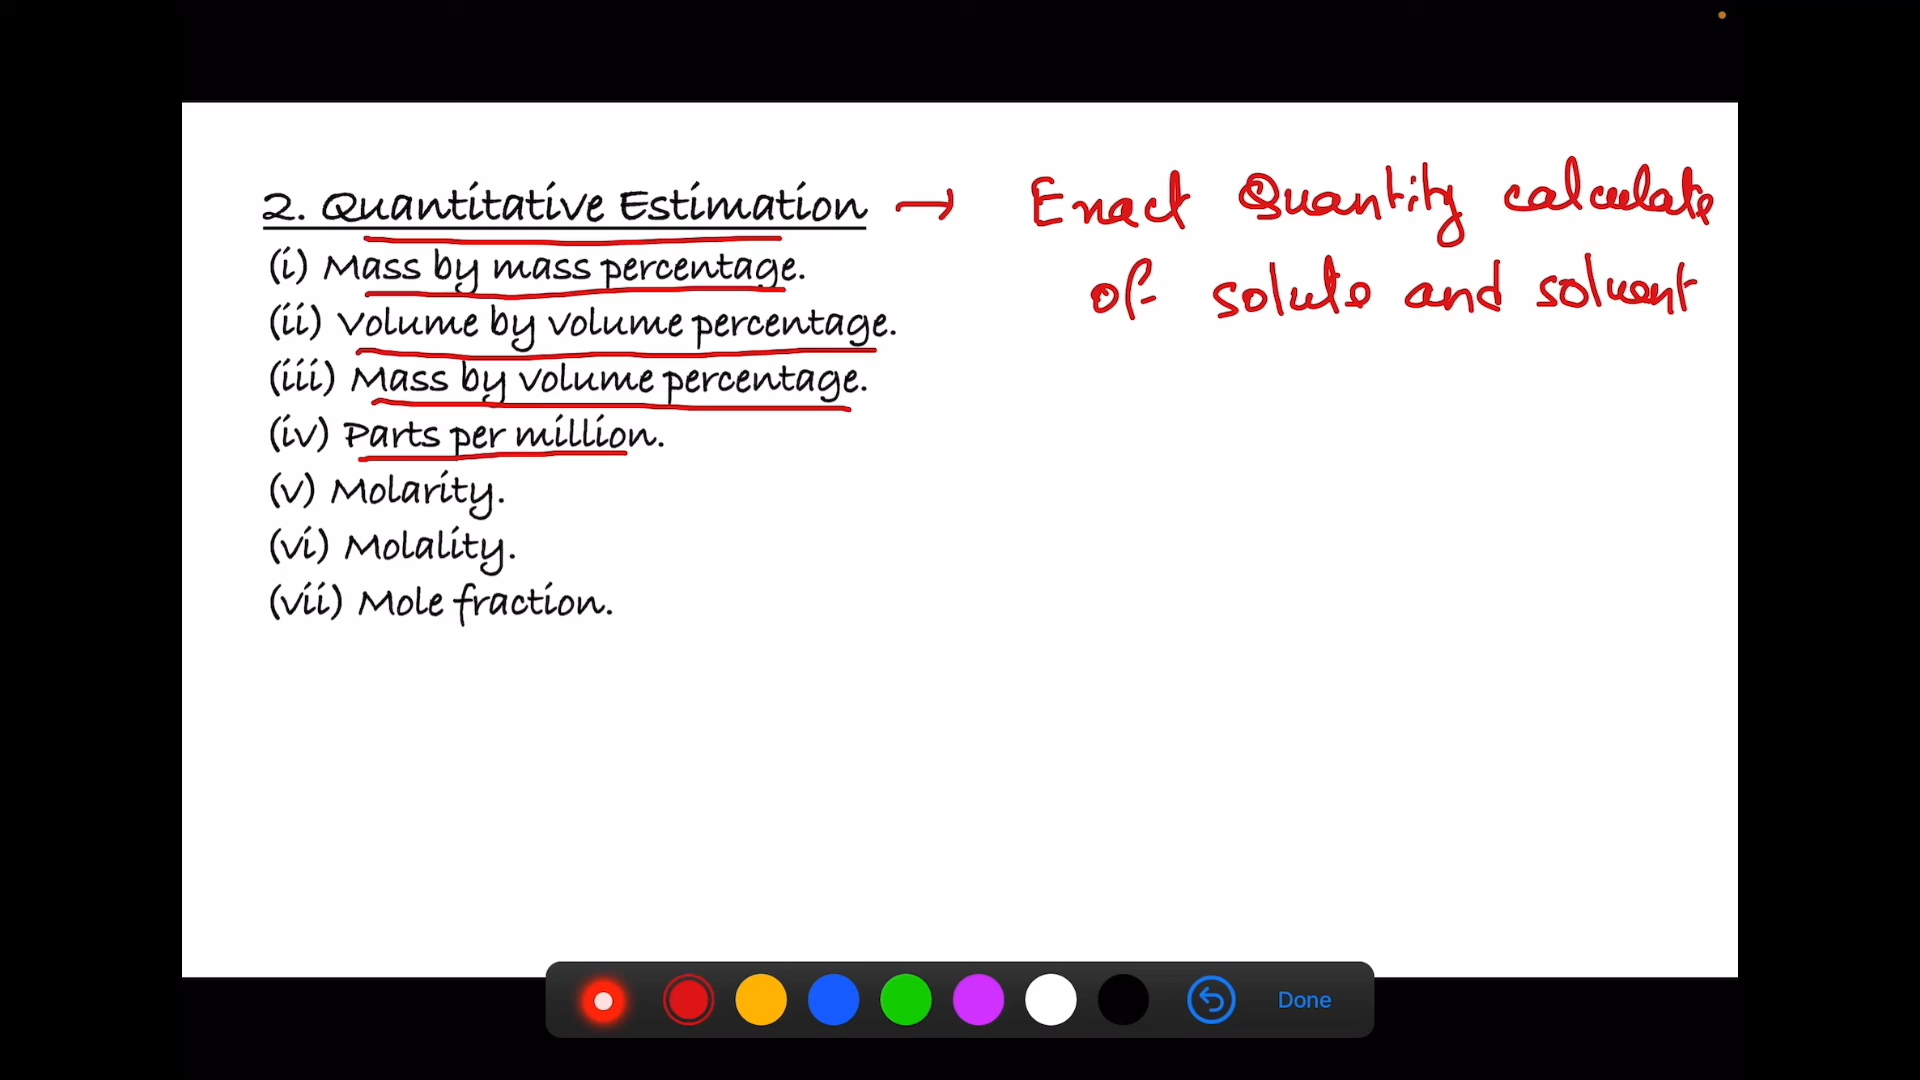 2. Quantitative Estimation → Exact Quantity calculate
of solute and solvent
(i) Mass by mass percentage.
(ii) Volume by volume percentage.
(iii) Mass by volume percentage.
(iv) Parts per million.
(v) Molarity.
(vi) Molality.
(vii) Mole fraction.
Done